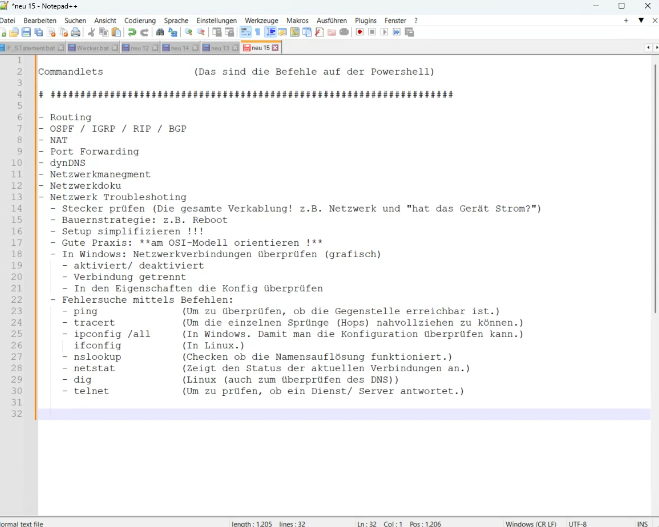 *neu 15 - Notepad++
Datei Bearbeiten Suchen Ansicht Codierung Sprache Einstellungen Werkzeuge Makros Ausführen Plugins Fenster ?
IF_STatement.bat Wecker.bat neu 12 neu 14 neu 13 neu 15
1
2 Commandlets (Das sind die Befehle auf der Powershell)
3
4 # ####################################################################
5
6 - Routing
7 - OSPF / IGRP / RIP / BGP
8 - NAT
9 - Port Forwarding
10 - dynDNS
11 - Netzwerkmanegment
12 - Netzwerkdoku
13 - Netzwerk Troubleshoting
14 - Stecker prüfen (Die gesamte Verkablung! z.B. Netzwerk und "hat das Gerät Strom?")
15 - Bauernstrategie: z.B. Reboot
16 - Setup simplifizieren !!!
17 - Gute Praxis: **am OSI-Modell orientieren !**
18 - In Windows: Netzwerkverbindungen überprüfen (grafisch)
19 - aktiviert/ deaktiviert
20 - Verbindung getrennt
21 - In den Eigenschaften die Konfig überprüfen
22 - Fehlersuche mittels Befehlen:
23 - ping (Um zu überprüfen, ob die Gegenstelle erreichbar ist.)
24 - tracert (Um die einzelnen Sprünge (Hops) nahvollziehen zu können.)
25 - ipconfig /all (In Windows. Damit man die Konfiguration überprüfen kann.)
26 ifconfig (In Linux.)
27 - nslookup (Checken ob die Namensauflösung funktioniert.)
28 - netstat (Zeigt den Status der aktuellen Verbindungen an.)
29 - dig (Linux (auch zum überprüfen des DNS))
30 - telnet (Um zu prüfen, ob ein Dienst/ Server antwortet.)
31
32
Normal text file length : 1.205 lines : 32 Ln : 32 Col : 1 Pos : 1.206 Windows (CR LF) UTF-8 INS